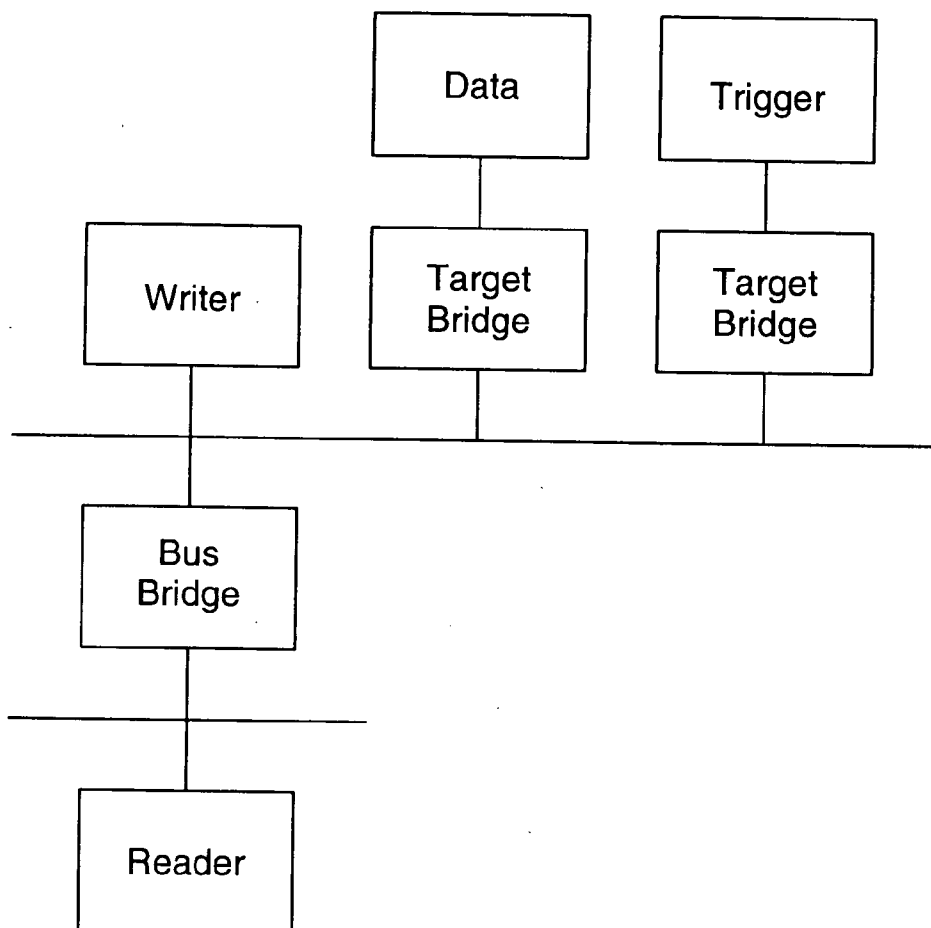 Data
Trigger
Writer
Target
Bridge
Target
Bridge
Bus
Bridge
Reader